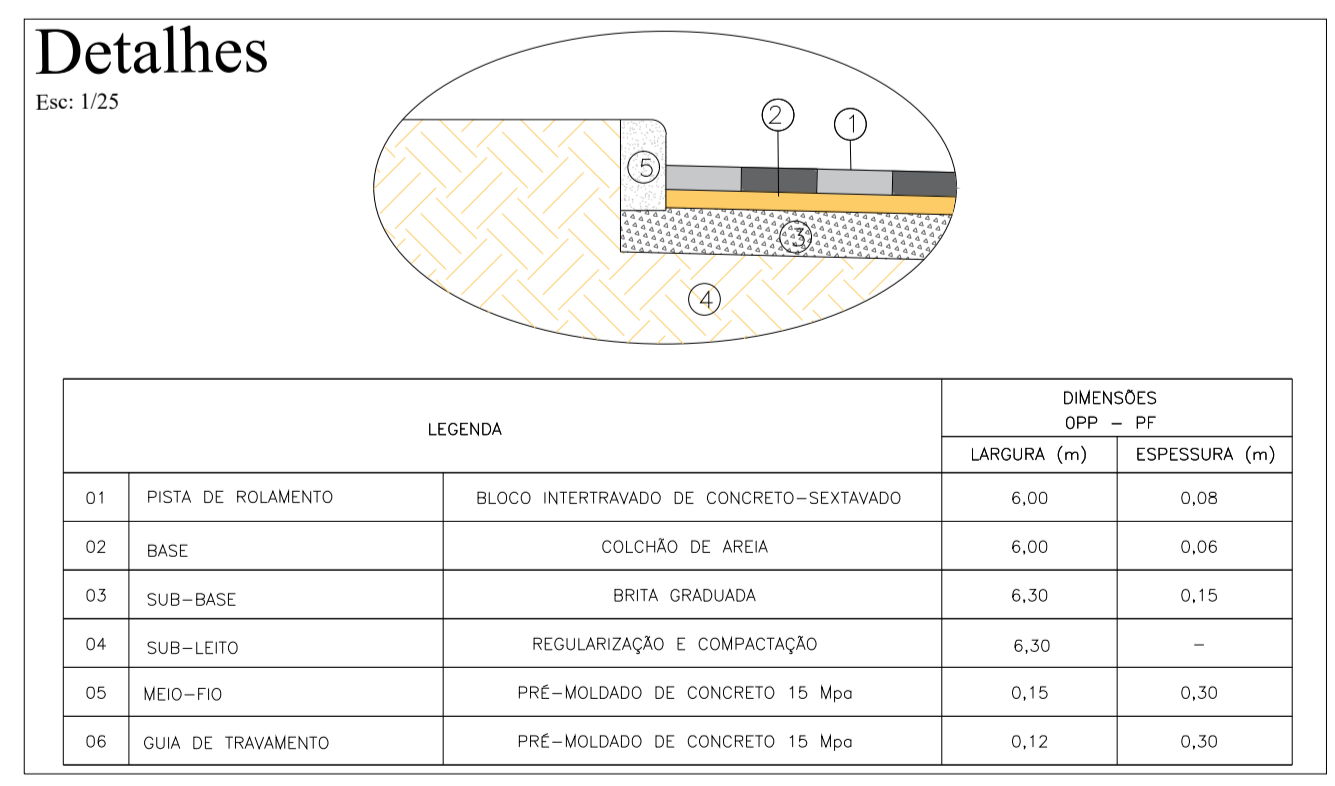 Detalhes
Esc: 1/25
2
1
5
3
4
LEGENDA
DIMENSÕES
OPP - PF
LARGURA (m) ESPESSURA (m)
01 PISTA DE ROLAMENTO BLOCO INTERTRAVADO DE CONCRETO-SEXTAVADO 6,00 0,08
02 BASE COLCHÃO DE AREIA 6,00 0,06
03 SUB-BASE BRITA GRADUADA 6,30 0,15
04 SUB-LEITO REGULARIZAÇÃO E COMPACTAÇÃO 6,30 -
05 MEIO-FIO PRÉ-MOLDADO DE CONCRETO 15 Mpa 0,15 0,30
06 GUIA DE TRAVAMENTO PRÉ-MOLDADO DE CONCRETO 15 Mpa 0,12 0,30